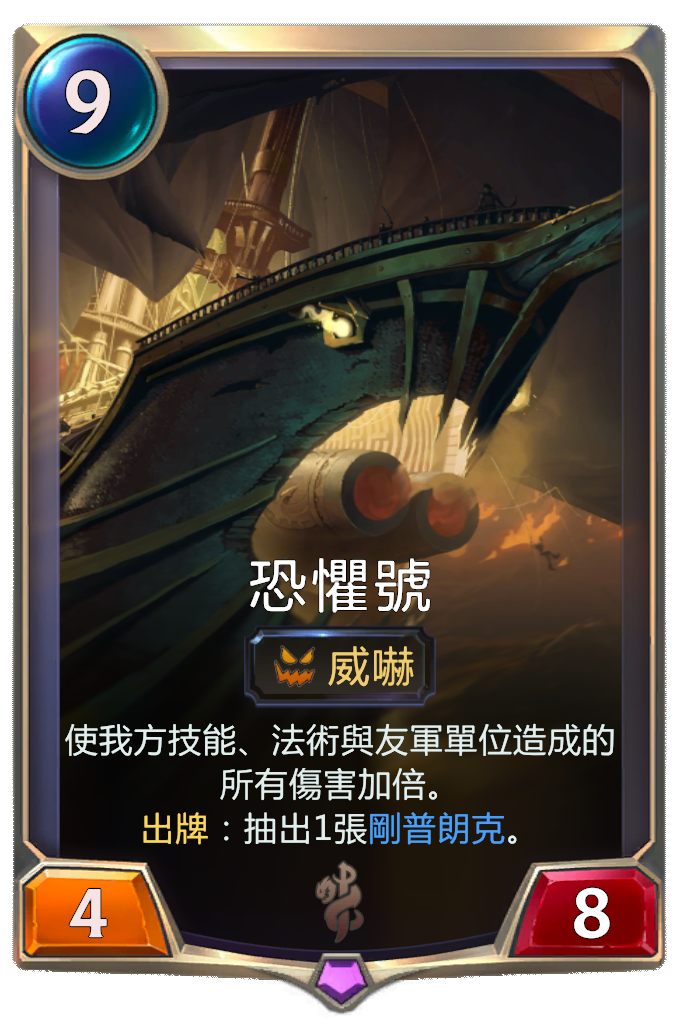 9
恐懼號
威嚇
使我方技能、法術與友軍單位造成的
所有傷害加倍。
出牌：抽出1張剛普朗克。
4
8